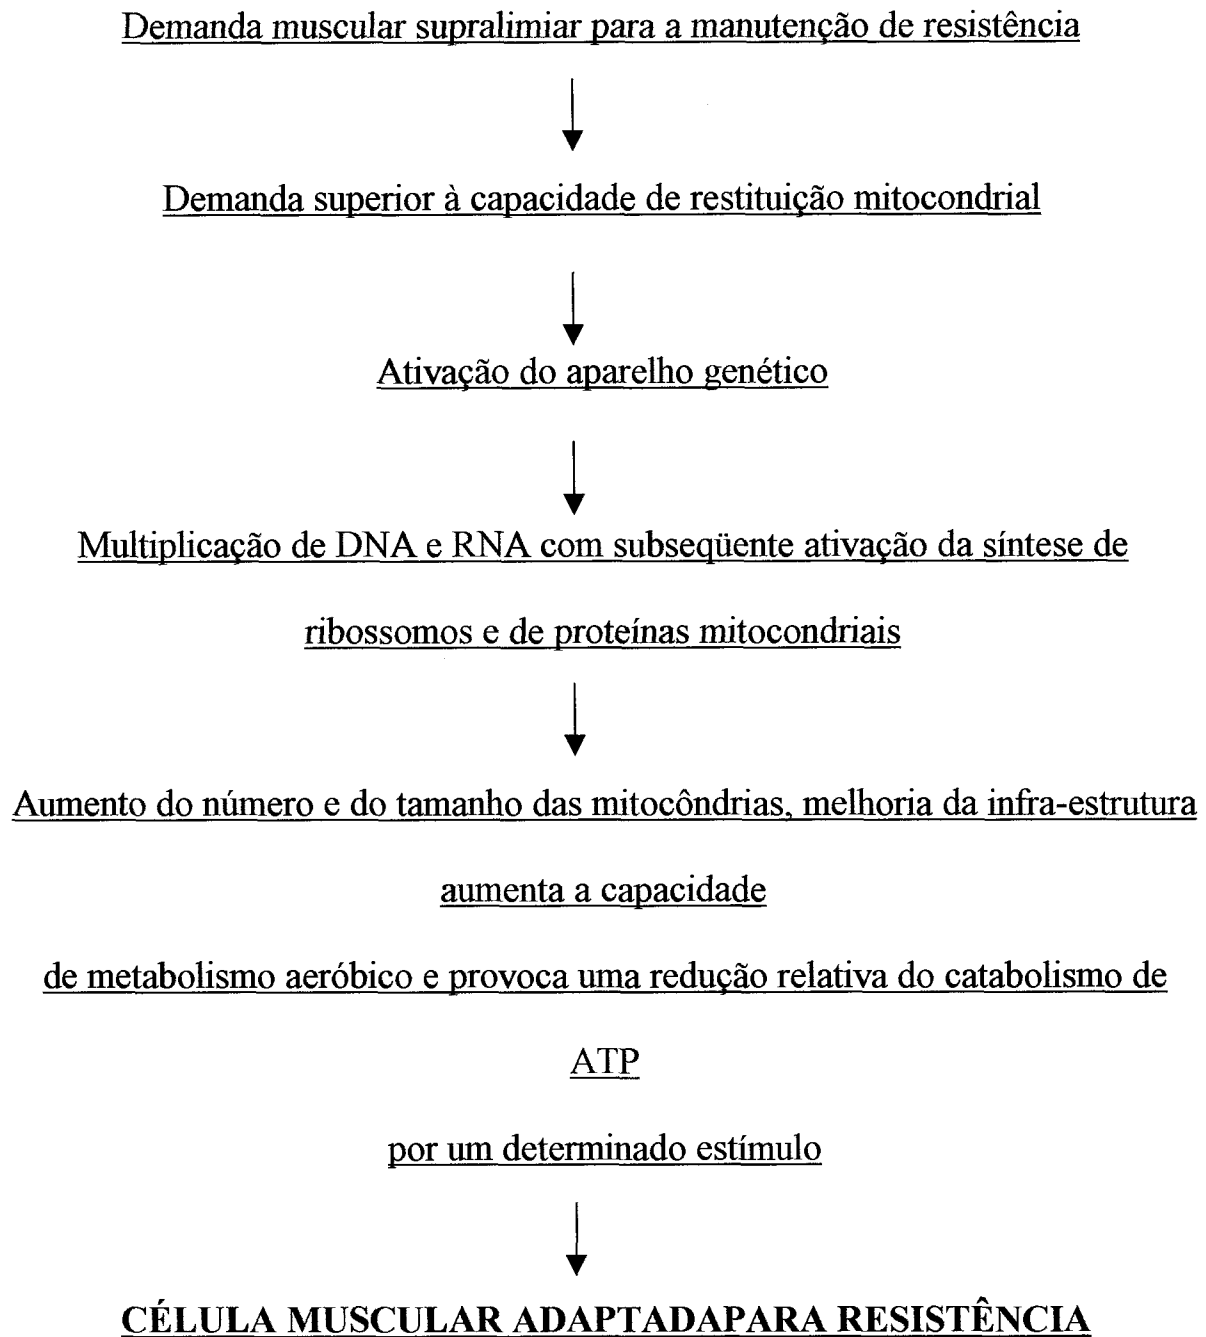 Demanda muscular supralimiar para a manutenção de resistência
Demanda superior à capacidade de restituição mitocondrial
Ativação do aparelho genético
Multiplicação de DNA e RNA com subseqüente ativação da síntese de
ribossomos e de proteínas mitocondriais
Aumento do número e do tamanho das mitocôndrias, melhoria da infra-estrutura
aumenta a capacidade
de metabolismo aeróbico e provoca uma redução relativa do catabolismo de
ATP
por um determinado estímulo
CÉLULA MUSCULAR ADAPTADAPARA RESISTÊNCIA